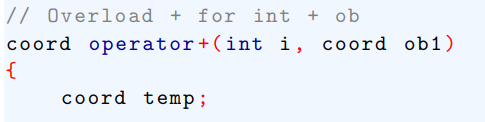 // Overload + for int + ob
coord operator+(int i, coord ob1)
{
coord temp;